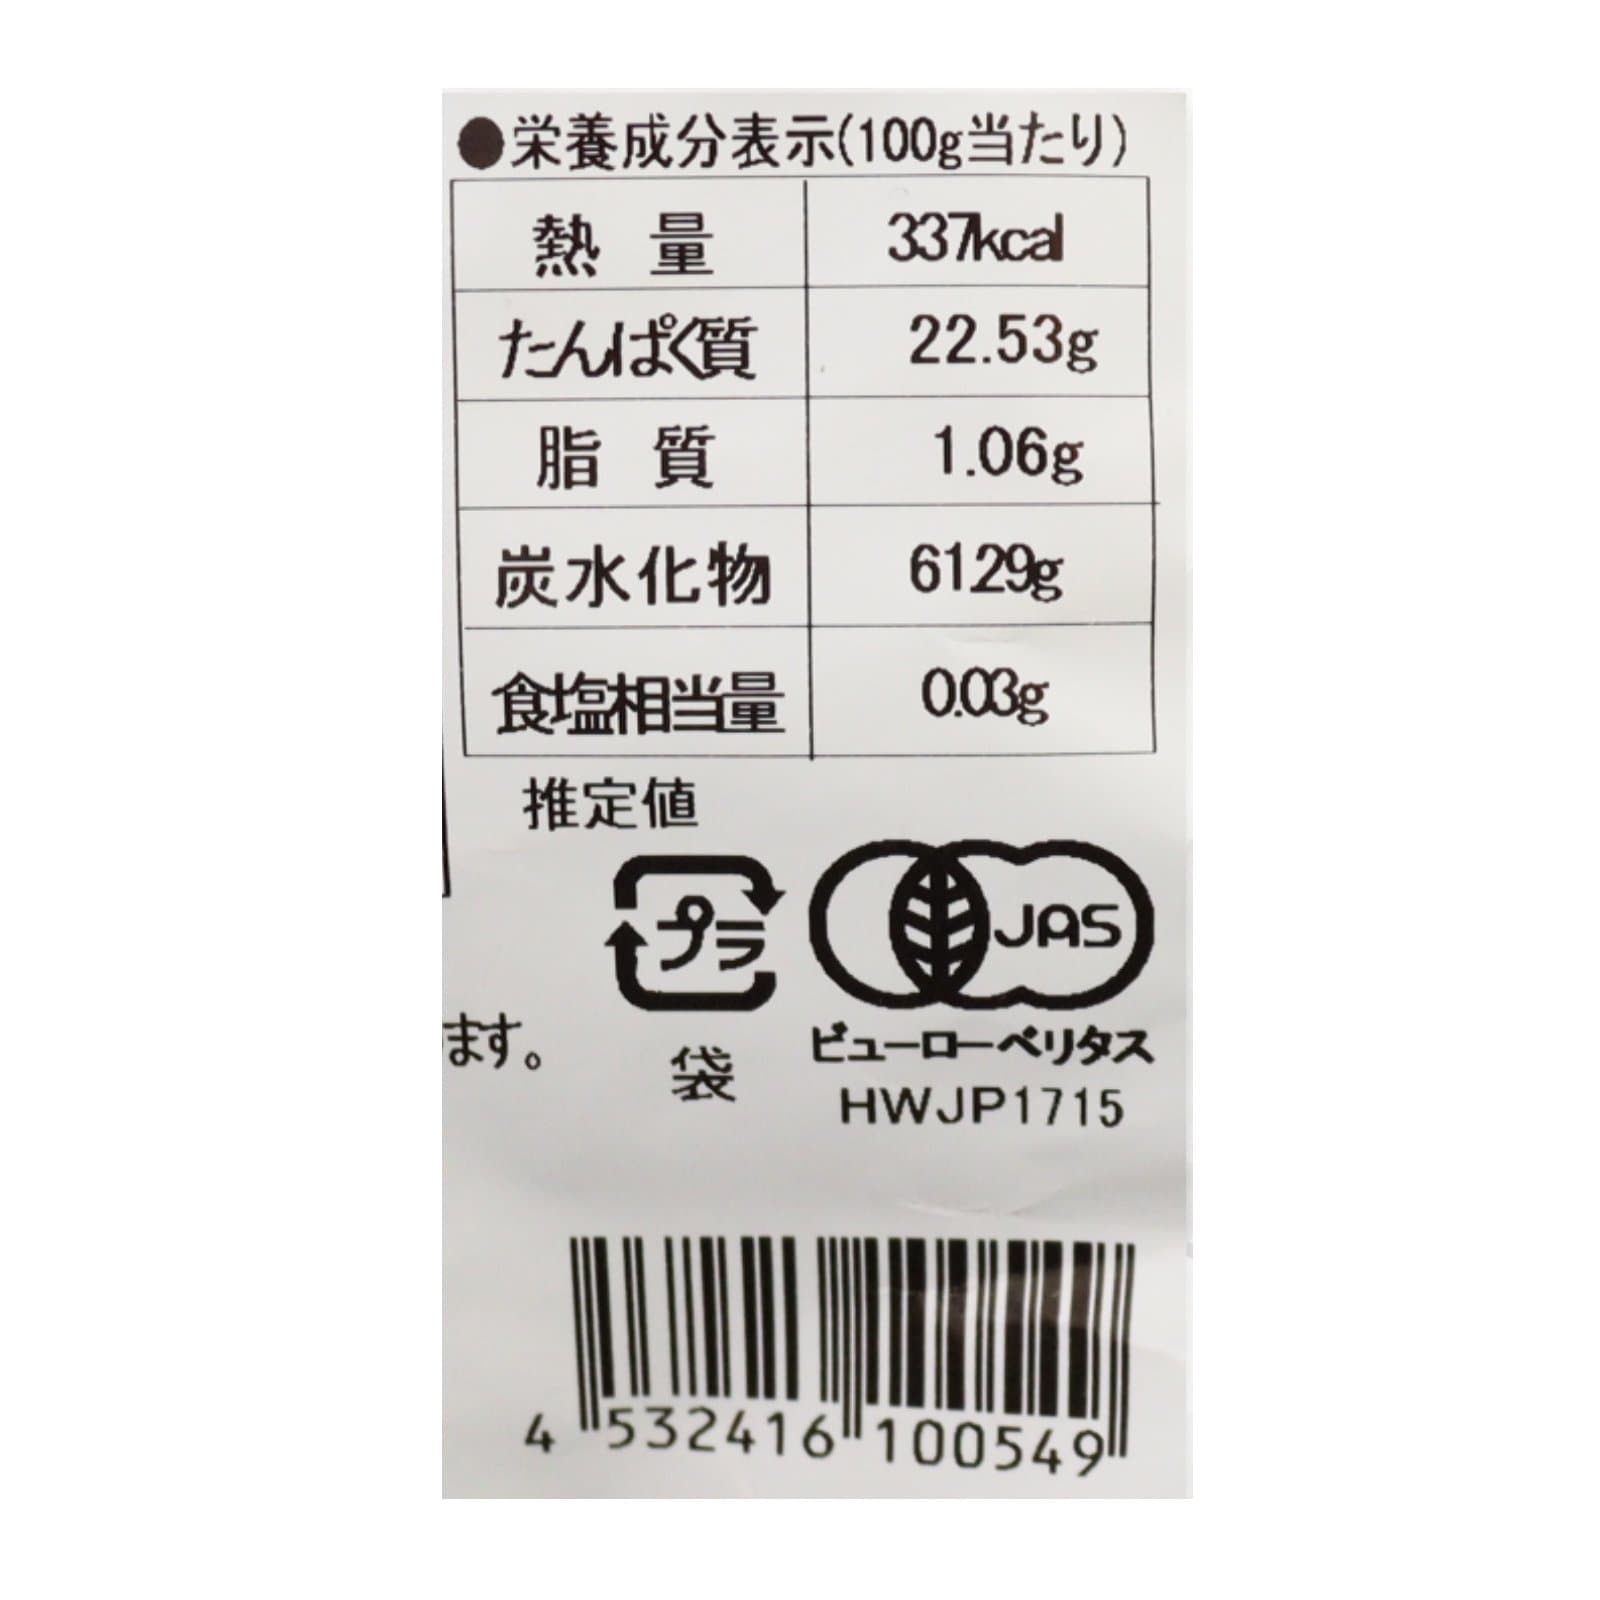 ●栄養成分表示(100g当たり)
熱量 337kcal
たんぱく質 22.53g
脂質 1.06g
炭水化物 61.29g
食塩相当量 0.03g
推定値
プラ
JAS
ます。
袋
ビューローベリタス
HWJP1715
4 532416 100549